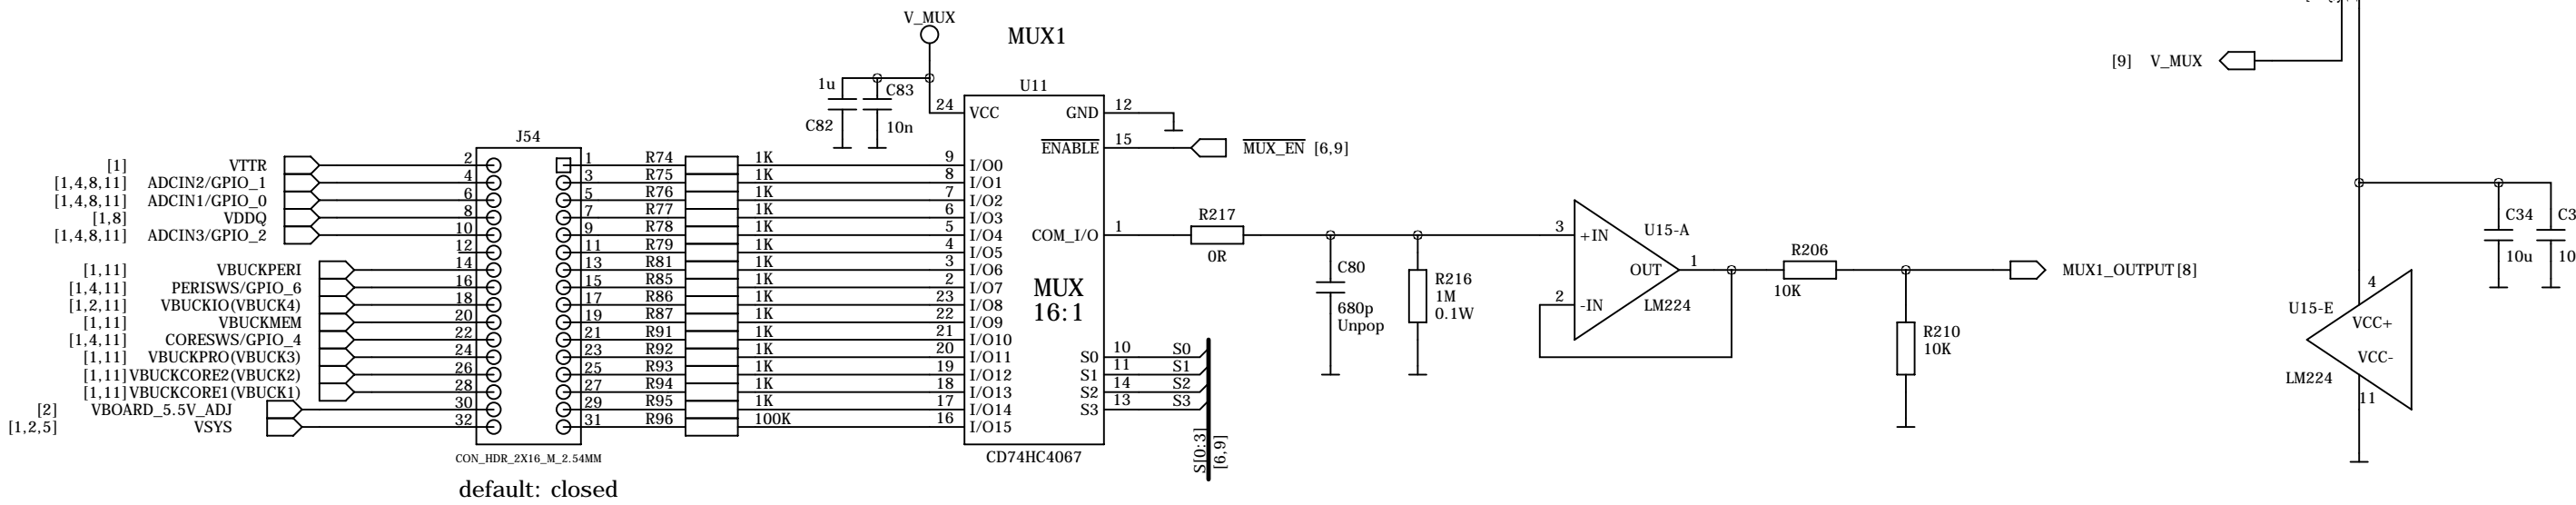 V_MUX
MUX1
[9] V_MUX
1u
C83
C82
10n
U11
24 VCC
GND 12
ENABLE 15
MUX_EN [6,9]
J54
[1] VTTR 2 1 R74 1K 9 I/O0
[1,4,8,11] ADCIN2/GPIO_1 4 3 R75 1K 8 I/O1
[1,4,8,11] ADCIN1/GPIO_0 6 5 R76 1K 7 I/O2
[1,8] VDDQ 8 7 R77 1K 6 I/O3
[1,4,8,11] ADCIN3/GPIO_2 10 9 R78 1K 5 I/O4
12 11 R79 1K 4 I/O5
[1,11] VBUCKPERI 14 13 R81 1K 3 I/O6
[1,4,11] PERISWS/GPIO_6 16 15 R85 1K 2 I/O7
[1,2,11] VBUCKIO(VBUCK4) 18 17 R86 1K 23 I/O8
[1,11] VBUCKMEM 20 19 R87 1K 22 I/O9
[1,4,11] CORESWS/GPIO_4 22 21 R91 1K 21 I/O10
[1,11] VBUCKPRO(VBUCK3) 24 23 R92 1K 20 I/O11
[1,11] VBUCKCORE2(VBUCK2) 26 25 R93 1K 19 I/O12
[1,11] VBUCKCORE1(VBUCK1) 28 27 R94 1K 18 I/O13
[2] VBOARD_5.5V_ADJ 30 29 R95 1K 17 I/O14
[1,2,5] VSYS 32 31 R96 100K 16 I/O15
CON_HDR_2X16_M_2.54MM
default: closed
COM_I/O 1
MUX
16:1
S0 10 S0
S1 11 S1
S2 14 S2
S3 13 S3
S[0:3]
[6,9]
CD74HC4067
R217
0R
C80
680p
Unpop
R216
1M
0.1W
3 +IN
U15-A
OUT 1
2 -IN
LM224
R206
10K
MUX1_OUTPUT [8]
R210
10K
C34
10u
4
U15-E
VCC+
VCC-
LM224
11